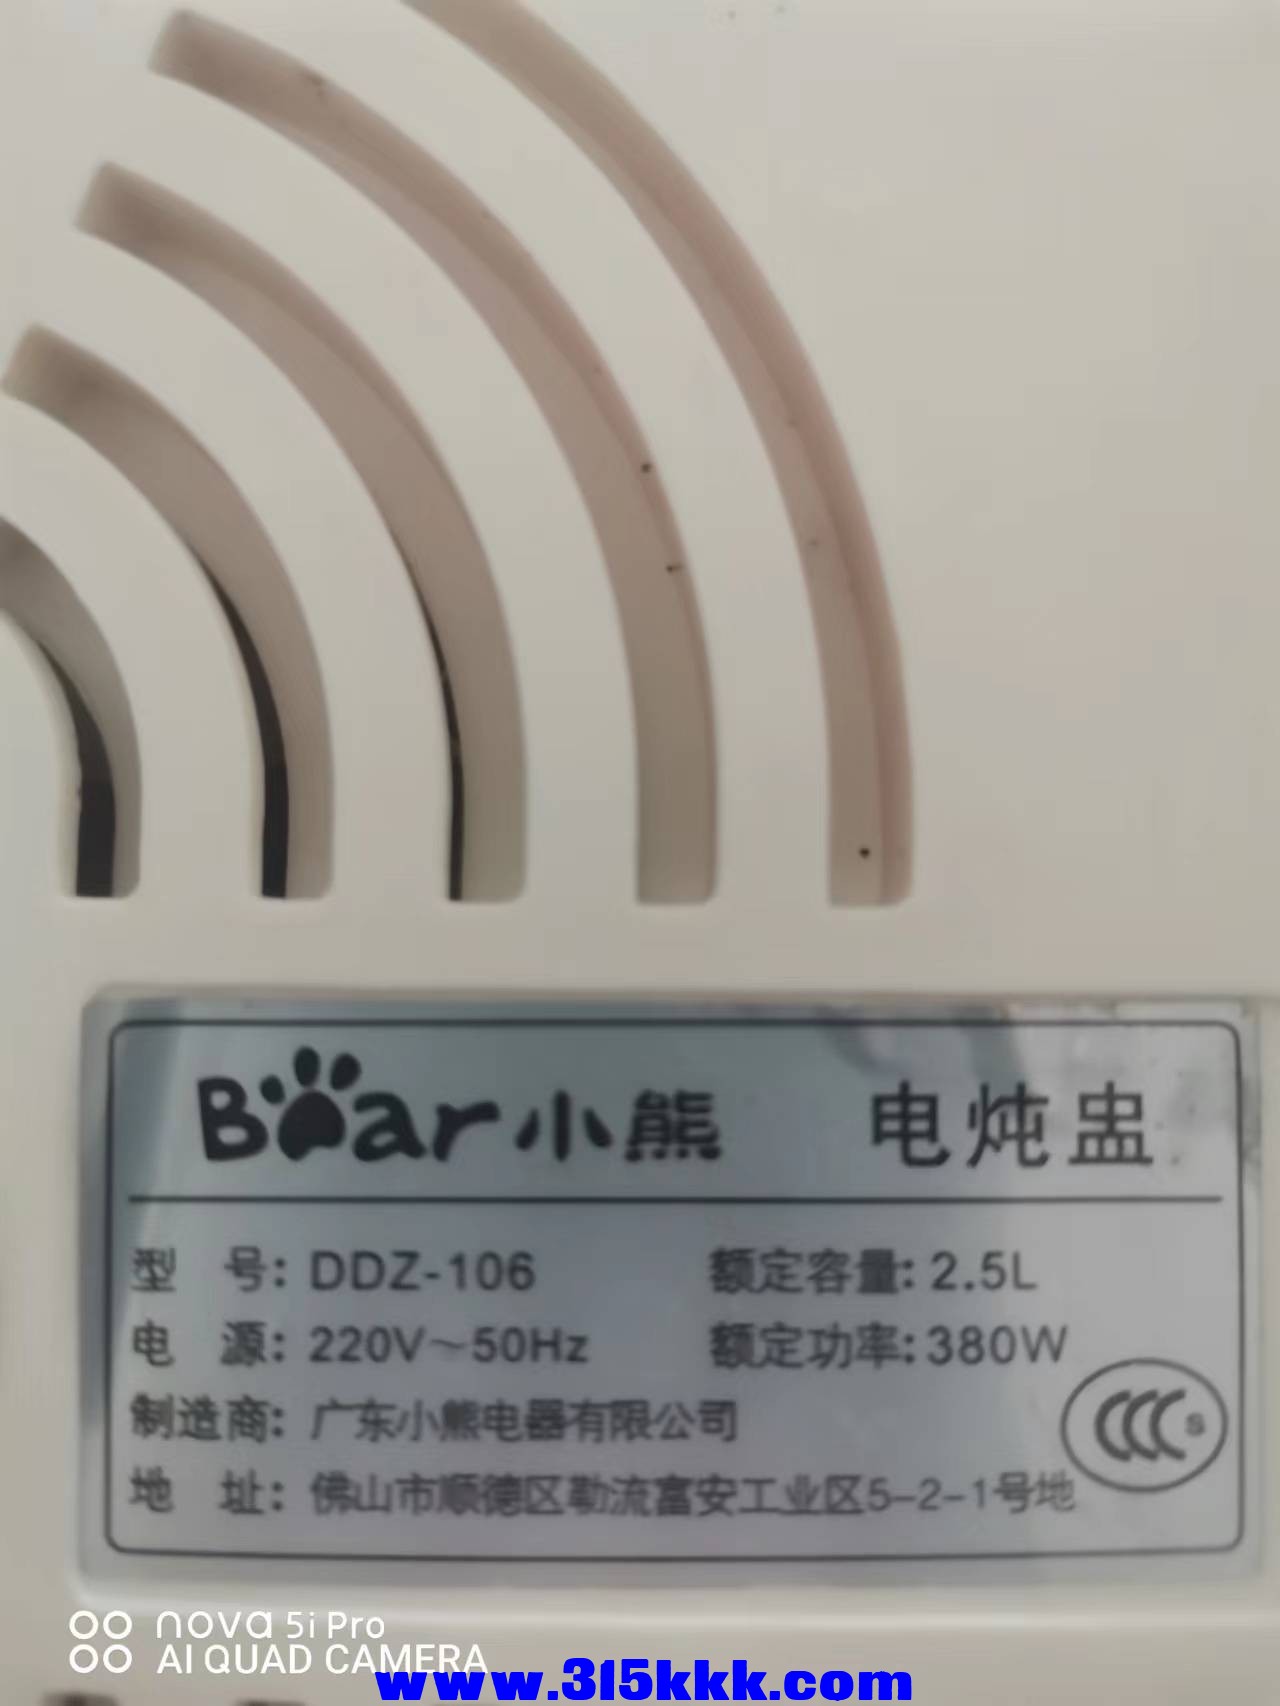 Bear小熊 电炖盅
型 号: DDZ-106 额定容量: 2.5L
电 源: 220V～50Hz 额定功率: 380W
制造商: 广东小熊电器有限公司
地 址: 佛山市顺德区勒流富安工业区5-2-1号地
CCC S
nova 5i Pro
AI QUAD CAMERA
www.315kkk.com